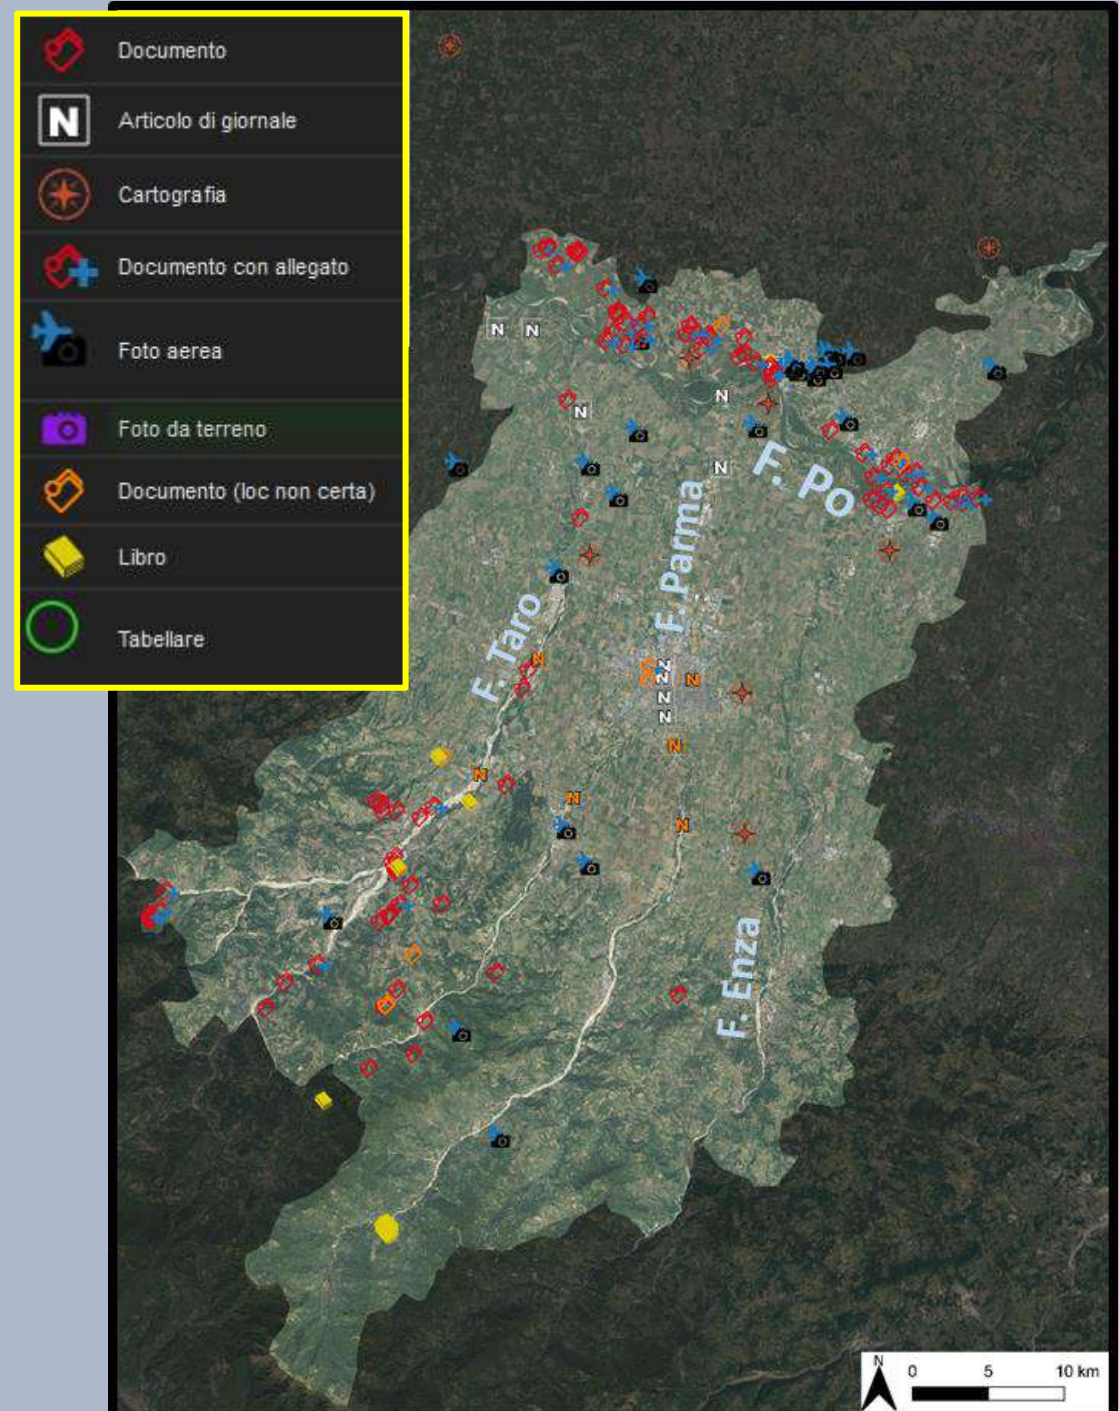 Documento
N
Articolo di giornale
Cartografia
Documento con allegato
Foto aerea
Foto da terreno
Documento (loc non certa)
Libro
Tabellare
N N
N
N
N
F. Po
F. Parma
F. Taro
N
N
N
N
N
N
N
N
N
N
F. Enza
N
0 5 10 km